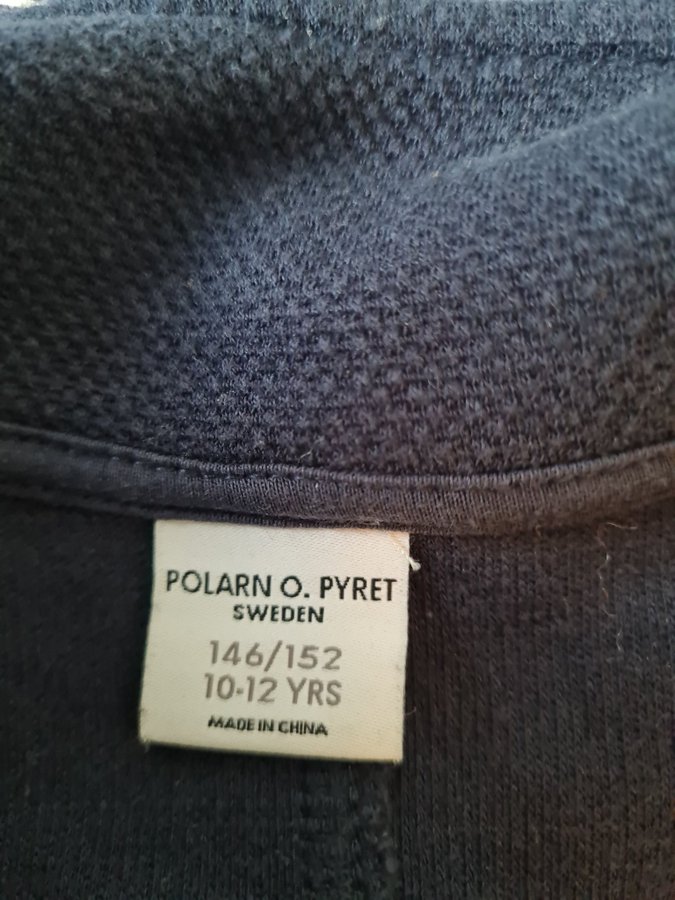 POLARN O. PYRET
SWEDEN
146/152
10-12 YRS
MADE IN CHINA